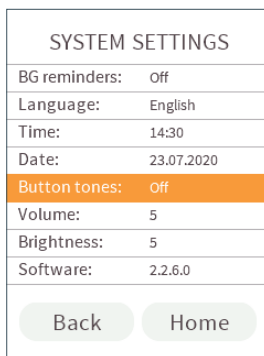 SYSTEM SETTINGS
BG reminders: Off
Language: English
Time: 14:30
Date: 23.07.2020
Button tones: Off
Volume: 5
Brightness: 5
Software: 2.2.6.0
Back Home